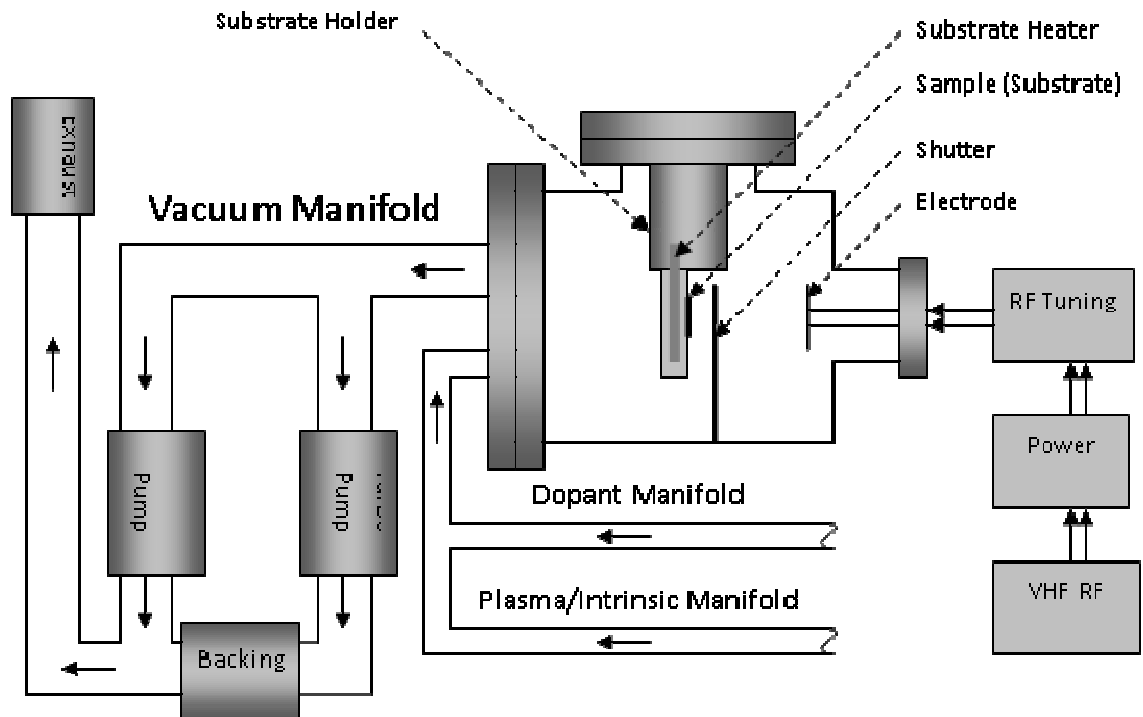 Substrate Holder
Substrate Heater
Sample (Substrate)
Shutter
Electrode
Exhaust
Vacuum Manifold
RF Tuning
Power
VHF RF
Pump
Pump
Dopant Manifold
Plasma/Intrinsic Manifold
Backing